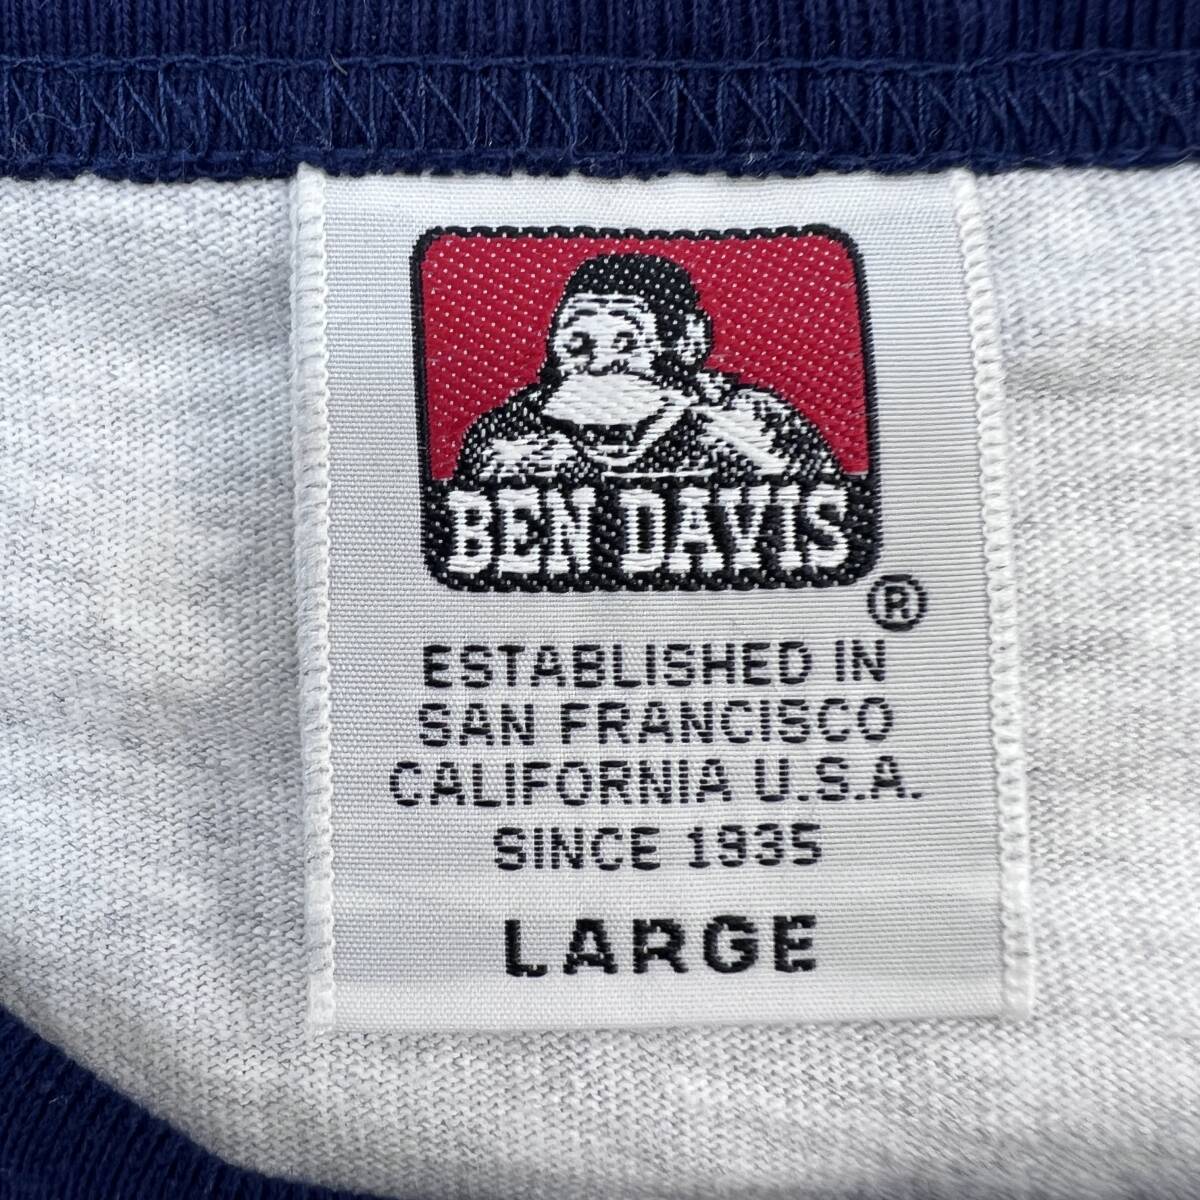 BEN DAVIS
®
ESTABLISHED IN
SAN FRANCISCO
CALIFORNIA U.S.A.
SINCE 1935
LARGE